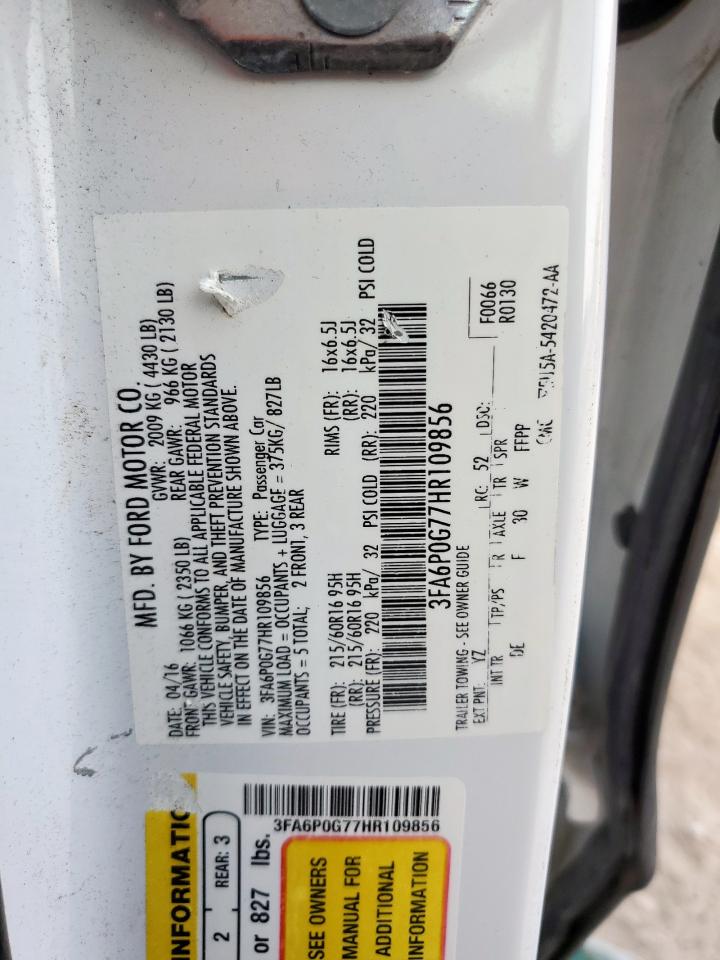 MFD. BY FORD MOTOR CO.
DATE: 04/16 GVWR: 2009 KG ( 4430 LB)
FRONT GAWR: 1066 KG ( 2350 LB) REAR GAWR: 966 KG ( 2130 LB)
THIS VEHICLE CONFORMS TO ALL APPLICABLE FEDERAL MOTOR
VEHICLE SAFETY, BUMPER, AND THEFT PREVENTION STANDARDS
IN EFFECT ON THE DATE OF MANUFACTURE SHOWN ABOVE.
VIN: 3FA6P0G77HR109856 TYPE: Passenger Car
MAXIMUM LOAD = OCCUPANTS + LUGGAGE = 375KG/ 827LB
OCCUPANTS = 5 TOTAL; 2 FRONT, 3 REAR
TIRE (FR): 215/60R16 95H RIMS (FR): 16x6.5J
(RR): 215/60R16 95H (RR): 16x6.5J
PRESSURE (FR): 220 kPa/ 32 PSI COLD (RR): 220 kPa/ 32 PSI COLD
3FA6P0G77HR109856
TRAILER TOWING - SEE OWNER GUIDE
F0066
R0130
EXT PNT: YZ RC: 52 DSO:
INT TR TP/PS R AXLE TR SPR
DE F 30 W FFPP
5420472-AA
INFORMATIO
2 REAR: 3
or 827 lbs.
3FA6P0G77HR109856
SEE OWNERS
MANUAL FOR
ADDITIONAL
INFORMATION